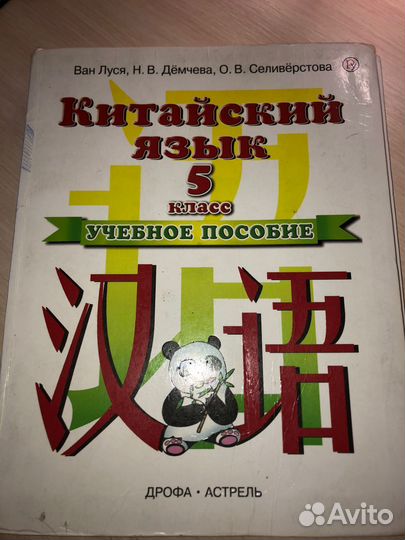 Ван Луся, Н. В. Дёмчева, О. В. Селивёрстова
Китайский
язык
5
класс
УЧЕБНОЕ ПОСОБИЕ
汉语
ДРОФА • АСТРЕЛЬ
Avito